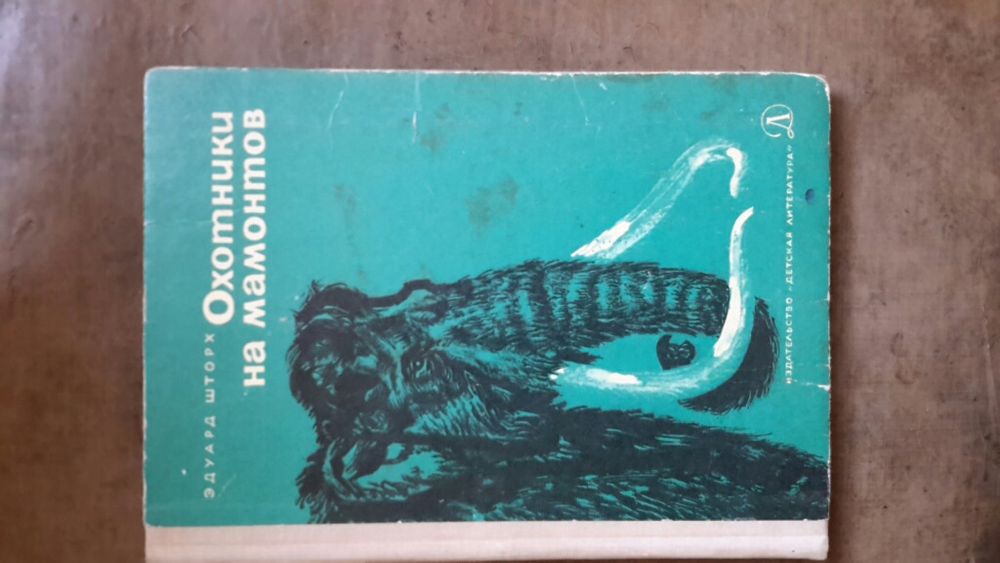 ЭДУАРД ШТОРХ
Охотники
на мамонтов
ИЗДАТЕЛЬСТВО «ДЕТСКАЯ ЛИТЕРАТУРА»
Д